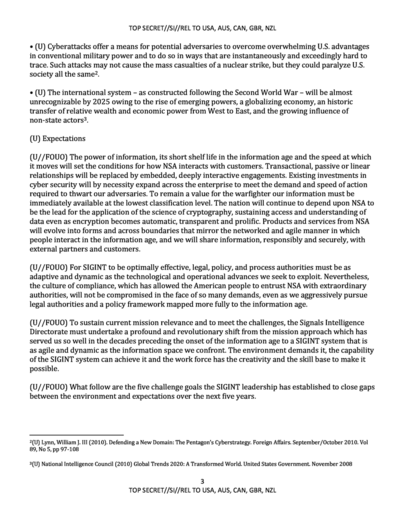 TOP SECRET//SI//REL TO USA, AUS, CAN, GBR, NZL
• (U) Cyberattacks offer a means for potential adversaries to overcome overwhelming U.S. advantages
in conventional military power and to do so in ways that are instantaneously and exceedingly hard to
trace. Such attacks may not cause the mass casualties of a nuclear strike, but they could paralyze U.S.
society all the same².
• (U) The international system – as constructed following the Second World War – will be almost
unrecognizable by 2025 owing to the rise of emerging powers, a globalizing economy, an historic
transfer of relative wealth and economic power from West to East, and the growing influence of
non-state actors³.
(U) Expectations
(U//FOUO) The power of information, its short shelf life in the information age and the speed at which
it moves will set the conditions for how NSA interacts with customers. Transactional, passive or linear
relationships will be replaced by embedded, deeply interactive engagements. Existing investments in
cyber security will by necessity expand across the enterprise to meet the demand and speed of action
required to thwart our adversaries. To remain a value for the warfighter our information must be
immediately available at the lowest classification level. The nation will continue to depend upon NSA to
be the lead for the application of the science of cryptography, sustaining access and understanding of
data even as encryption becomes automatic, transparent and prolific. Products and services from NSA
will evolve into forms and across boundaries that mirror the networked and agile manner in which
people interact in the information age, and we will share information, responsibly and securely, with
external partners and customers.
(U//FOUO) For SIGINT to be optimally effective, legal, policy, and process authorities must be as
adaptive and dynamic as the technological and operational advances we seek to exploit. Nevertheless,
the culture of compliance, which has allowed the American people to entrust NSA with extraordinary
authorities, will not be compromised in the face of so many demands, even as we aggressively pursue
legal authorities and a policy framework mapped more fully to the information age.
(U//FOUO) To sustain current mission relevance and to meet the challenges, the Signals Intelligence
Directorate must undertake a profound and revolutionary shift from the mission approach which has
served us so well in the decades preceding the onset of the information age to a SIGINT system that is
as agile and dynamic as the information space we confront. The environment demands it, the capability
of the SIGINT system can achieve it and the work force has the creativity and the skill base to make it
possible.
(U//FOUO) What follow are the five challenge goals the SIGINT leadership has established to close gaps
between the environment and expectations over the next five years.
²(U) Lynn, William J. III (2010). Defending a New Domain: The Pentagon's Cyberstrategy. Foreign Affairs. September/October 2010. Vol
89, No 5, pp 97-108
³(U) National Intelligence Council (2010) Global Trends 2020: A Transformed World. United States Government. November 2008
3
TOP SECRET//SI//REL TO USA, AUS, CAN, GBR, NZL